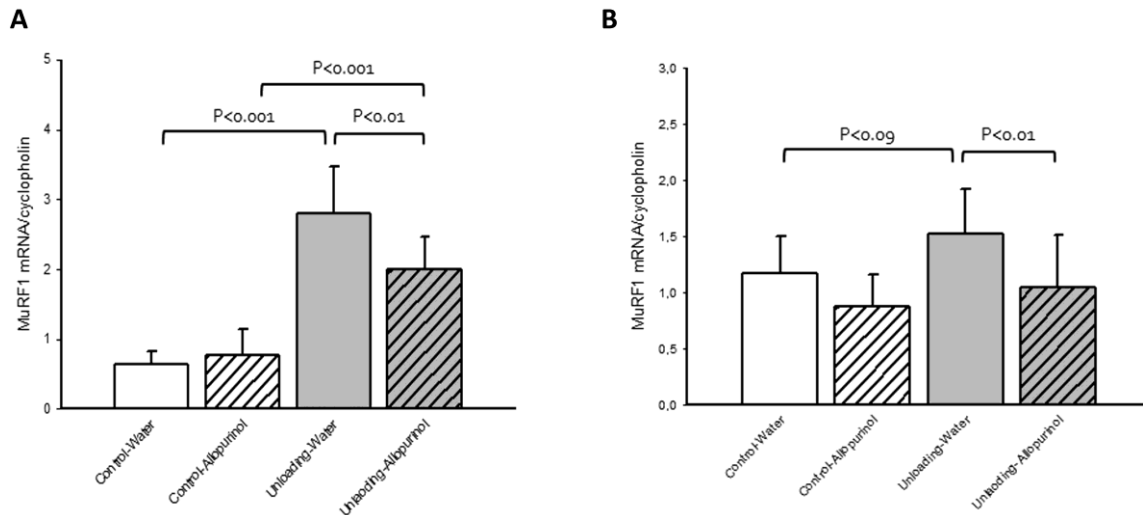 A
5
4
3
2
1
0
MuRF1 mRNA/cyclopholin
P<0.001
P<0.001
P<0.01
Control-Water
Control-Allopurinol
Unloading-Water
Unlaoding-Allopurinol
B
3,0
2,5
2,0
1,5
1,0
0,5
0,0
MuRF1 mRNA/cyclopholin
P<0.09
P<0.01
Control-Water
Control-Allopurinol
Unloading-Water
Unlaoding-Allopurinol